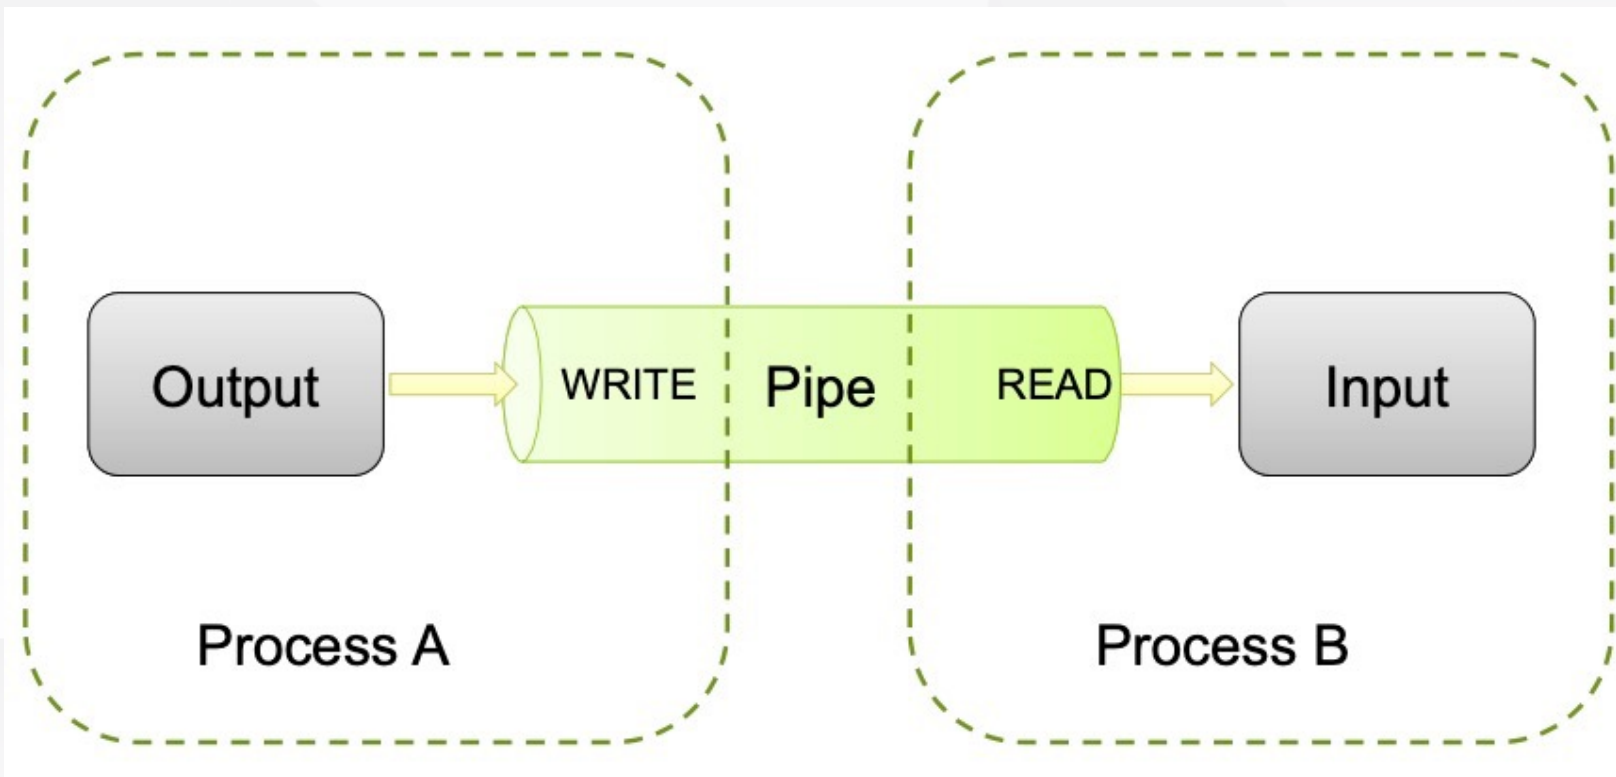 Output
WRITE
Pipe
READ
Input
Process A
Process B